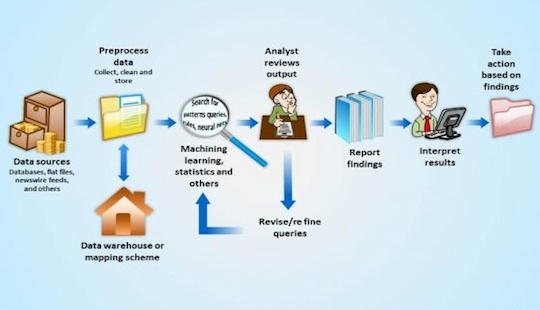 Preprocess
data
Collect, clean and
store
Analyst
reviews
output
Take
action
based on
findings
Search for
patterns queries,
rules, neural nets
Data sources
Databases, flat files,
newswire feeds,
and others
Machining
learning,
statistics and
others
Report
findings
Interpret
results
Revise/re fine
queries
Data warehouse or
mapping scheme